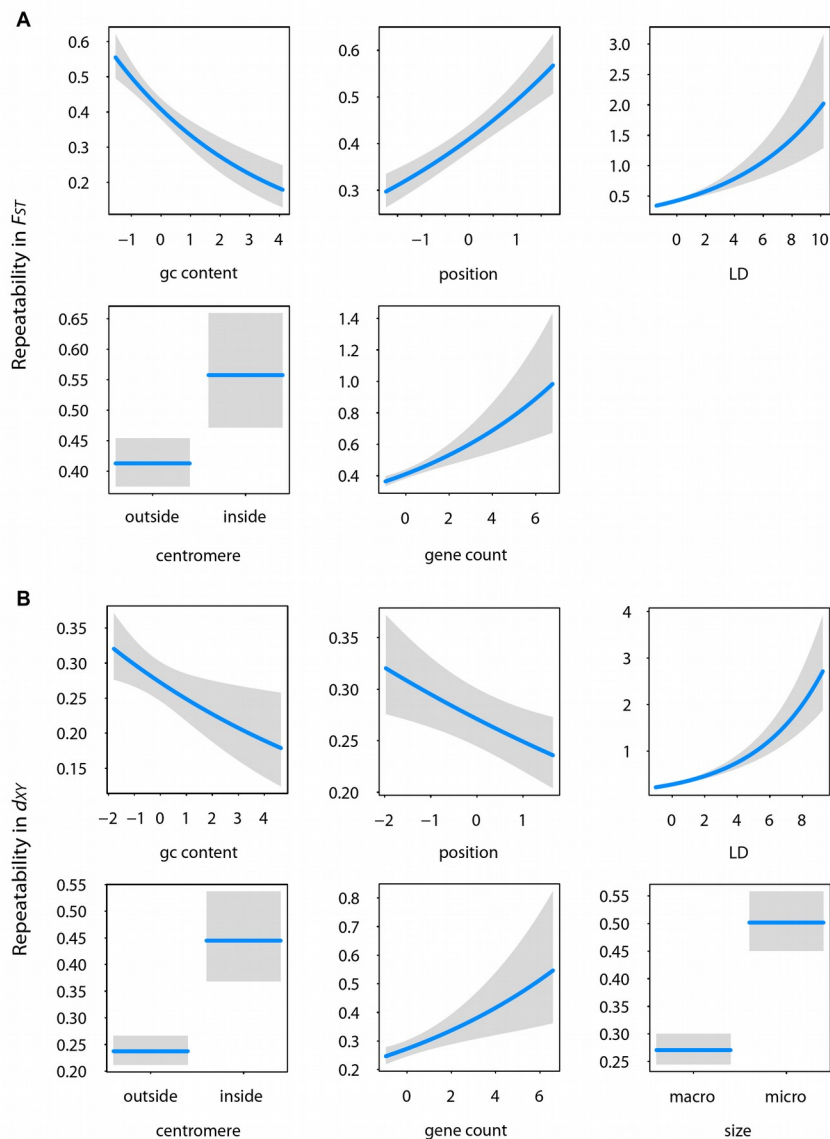 A
Repeatability in FST
0.6
0.5
0.4
0.3
0.2
−1 0 1 2 3 4
gc content
0.6
0.5
0.4
0.3
−1 0 1
position
3.0
2.0
1.0
0.5
0 2 4 6 8 10
LD
0.65
0.60
0.55
0.50
0.45
0.40
outside inside
centromere
1.4
1.2
1.0
0.8
0.6
0.4
0 2 4 6
gene count
B
Repeatability in dXY
0.35
0.30
0.25
0.20
0.15
−2 −1 0 1 2 3 4
gc content
0.35
0.30
0.25
0.20
−2 −1 0 1
position
4
3
2
1
0 2 4 6 8
LD
0.55
0.50
0.45
0.40
0.35
0.30
0.25
0.20
outside inside
centromere
0.8
0.7
0.6
0.5
0.4
0.3
0.2
0 2 4 6
gene count
0.55
0.50
0.45
0.40
0.35
0.30
0.25
macro micro
size